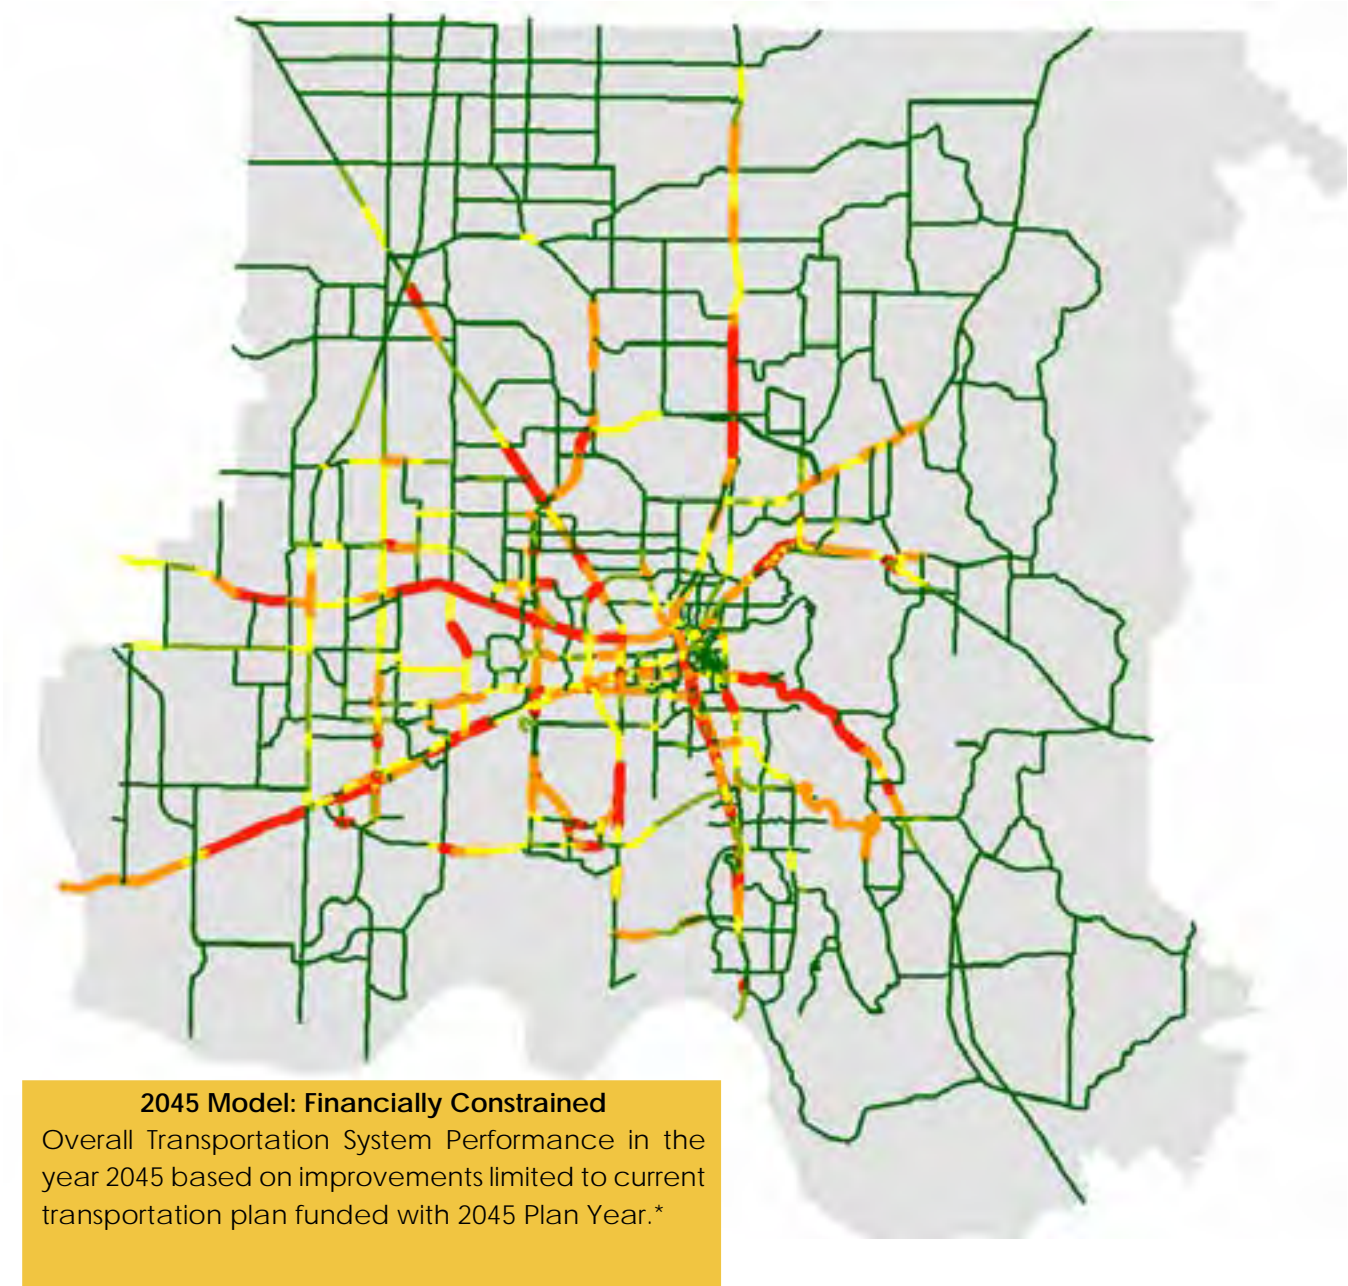 2045 Model: Financially Constrained
Overall Transportation System Performance in the
year 2045 based on improvements limited to current
transportation plan funded with 2045 Plan Year.*